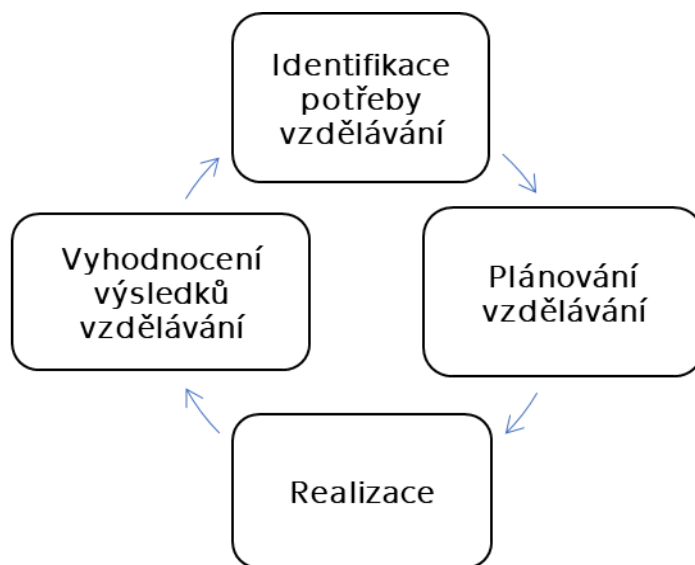 Identifikace
potřeby
vzdělávání
Plánování
vzdělávání
Realizace
Vyhodnocení
výsledků
vzdělávání